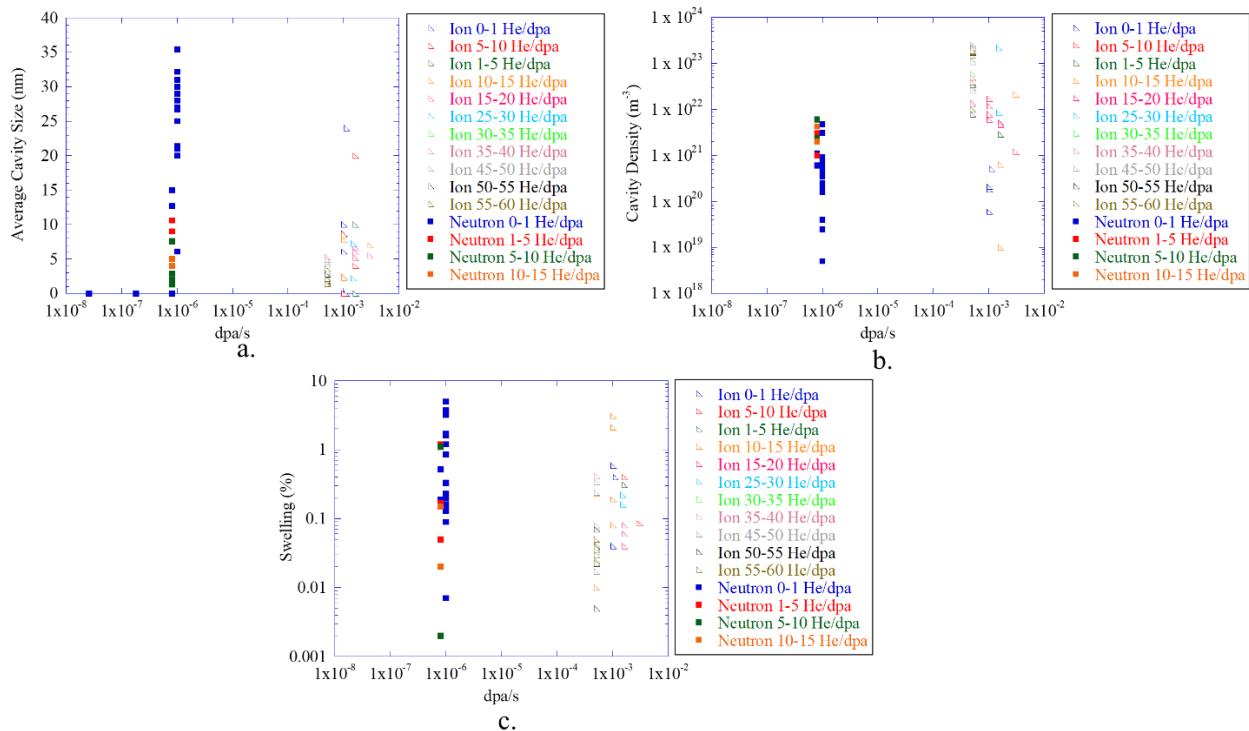 40
35
30
25
20
15
10
5
0
Average Cavity Size (nm)
1x10⁻⁸ 1x10⁻⁷ 1x10⁻⁶ 1x10⁻⁵ 1x10⁻⁴ 1x10⁻³ 1x10⁻²
dpa/s
Ion 0-1 He/dpa
Ion 5-10 He/dpa
Ion 1-5 He/dpa
Ion 10-15 He/dpa
Ion 15-20 He/dpa
Ion 25-30 He/dpa
Ion 30-35 He/dpa
Ion 35-40 He/dpa
Ion 45-50 He/dpa
Ion 50-55 He/dpa
Ion 55-60 He/dpa
Neutron 0-1 He/dpa
Neutron 1-5 He/dpa
Neutron 5-10 He/dpa
Neutron 10-15 He/dpa
a.
1 x 10²⁴
1 x 10²³
1 x 10²²
1 x 10²¹
1 x 10²⁰
1 x 10¹⁹
1 x 10¹⁸
Cavity Density (m⁻³)
1x10⁻⁸ 1x10⁻⁷ 1x10⁻⁶ 1x10⁻⁵ 1x10⁻⁴ 1x10⁻³ 1x10⁻²
dpa/s
Ion 0-1 He/dpa
Ion 5-10 He/dpa
Ion 1-5 He/dpa
Ion 10-15 He/dpa
Ion 15-20 He/dpa
Ion 25-30 He/dpa
Ion 30-35 He/dpa
Ion 35-40 He/dpa
Ion 45-50 He/dpa
Ion 50-55 He/dpa
Ion 55-60 He/dpa
Neutron 0-1 He/dpa
Neutron 1-5 He/dpa
Neutron 5-10 He/dpa
Neutron 10-15 He/dpa
b.
10
1
0.1
0.01
0.001
Swelling (%)
1x10⁻⁸ 1x10⁻⁷ 1x10⁻⁶ 1x10⁻⁵ 1x10⁻⁴ 1x10⁻³ 1x10⁻²
dpa/s
Ion 0-1 He/dpa
Ion 5-10 He/dpa
Ion 1-5 He/dpa
Ion 10-15 He/dpa
Ion 15-20 He/dpa
Ion 25-30 He/dpa
Ion 30-35 He/dpa
Ion 35-40 He/dpa
Ion 45-50 He/dpa
Ion 50-55 He/dpa
Ion 55-60 He/dpa
Neutron 0-1 He/dpa
Neutron 1-5 He/dpa
Neutron 5-10 He/dpa
Neutron 10-15 He/dpa
c.